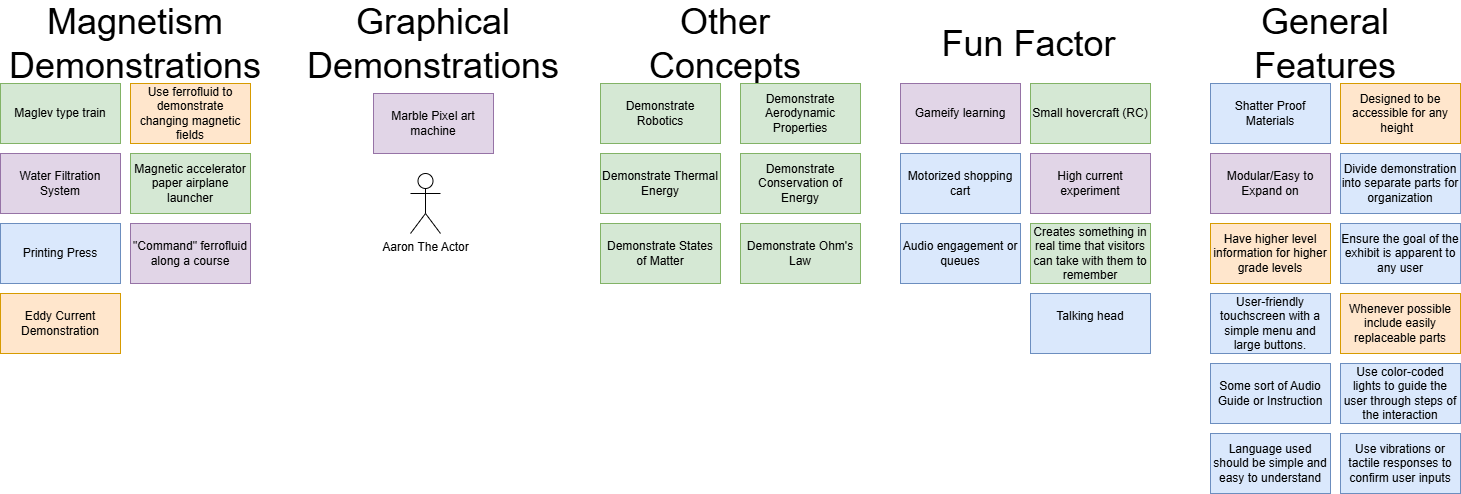 Magnetism
Demonstrations
Maglev type train
Use ferrofluid to
demonstrate
changing magnetic
fields
Water Filtration
System
Magnetic accelerator
paper airplane
launcher
Printing Press
"Command" ferrofluid
along a course
Eddy Current
Demonstration
Graphical
Demonstrations
Marble Pixel art
machine
Aaron The Actor
Other
Concepts
Demonstrate
Robotics
Demonstrate
Aerodynamic
Properties
Demonstrate Thermal
Energy
Demonstrate
Conservation of
Energy
Demonstrate States
of Matter
Demonstrate Ohm's
Law
Fun Factor
Gameify learning
Small hovercraft (RC)
Motorized shopping
cart
High current
experiment
Audio engagement or
queues
Creates something in
real time that visitors
can take with them to
remember
Talking head
General
Features
Shatter Proof
Materials
Designed to be
accessible for any
height
Modular/Easy to
Expand on
Divide demonstration
into separate parts for
organization
Have higher level
information for higher
grade levels
Ensure the goal of the
exhibit is apparent to
any user
User-friendly
touchscreen with a
simple menu and
large buttons.
Whenever possible
include easily
replaceable parts
Some sort of Audio
Guide or Instruction
Use color-coded
lights to guide the
user through steps of
the interaction
Language used
should be simple and
easy to understand
Use vibrations or
tactile responses to
confirm user inputs